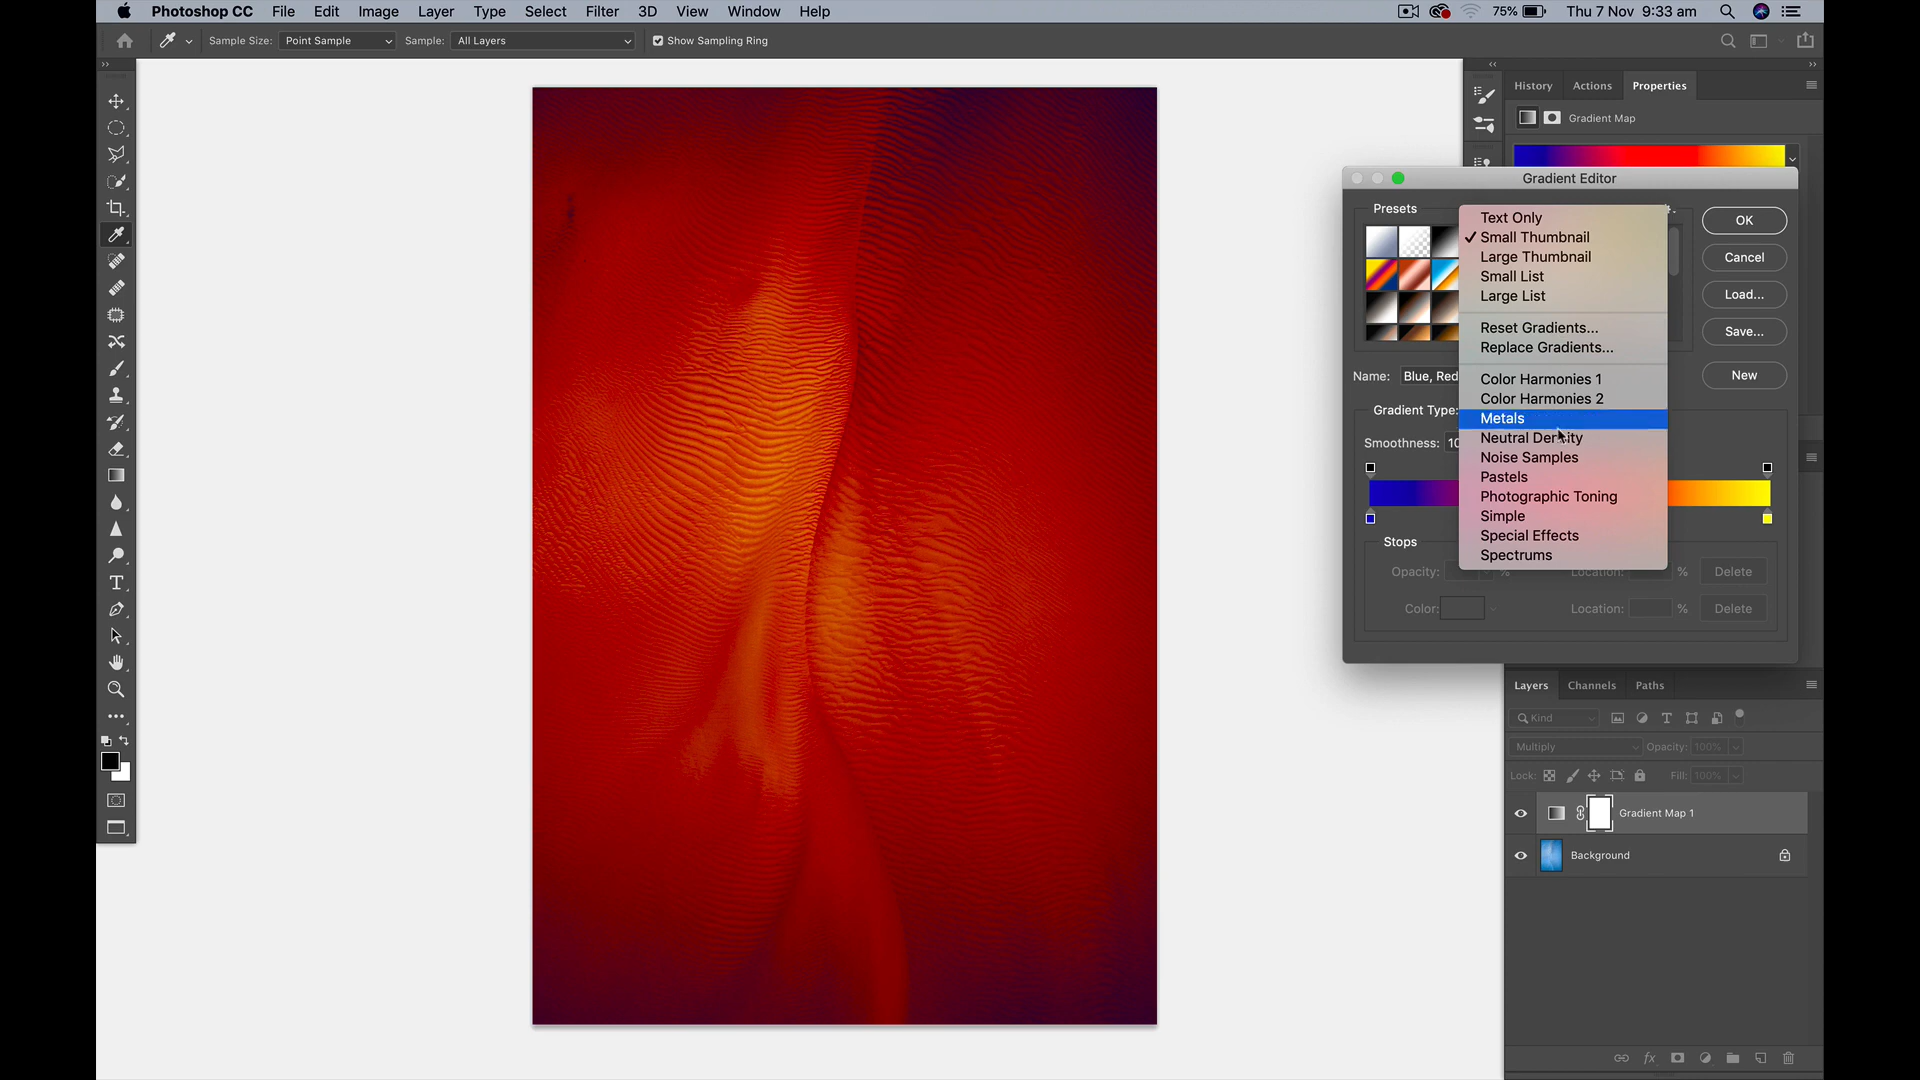 Photoshop CC File Edit Image Layer Type Select Filter 3D View Window Help 75% Thu 7 Nov 9:33 am
Sample Size: Point Sample Sample: All Layers Show Sampling Ring
History Actions Properties
Gradient Map
Gradient Editor
Presets
Text Only
Small Thumbnail
Large Thumbnail
Small List
Large List
Reset Gradients...
Replace Gradients...
Color Harmonies 1
Color Harmonies 2
Metals
Neutral Density
Noise Samples
Pastels
Photographic Toning
Simple
Special Effects
Spectrums
OK
Cancel
Load...
Save...
New
Name: Blue, Red
Gradient Type:
Smoothness: 10
Stops
Opacity: % Location: % Delete
Color: Location: % Delete
Layers Channels Paths
Kind
Multiply Opacity: 100%
Lock: Fill: 100%
Gradient Map 1
Background
fx